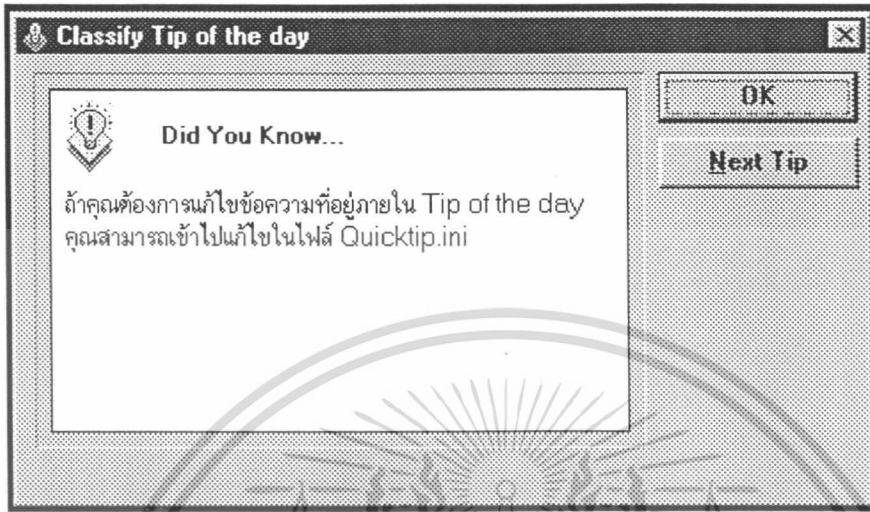 Classify Tip of the day
Did You Know...
ถ้าคุณต้องการแก้ไขข้อความที่อยู่ภายใน Tip of the day
คุณสามารถเข้าไปแก้ไขในไฟล์ Quicktip.ini
OK
Next Tip